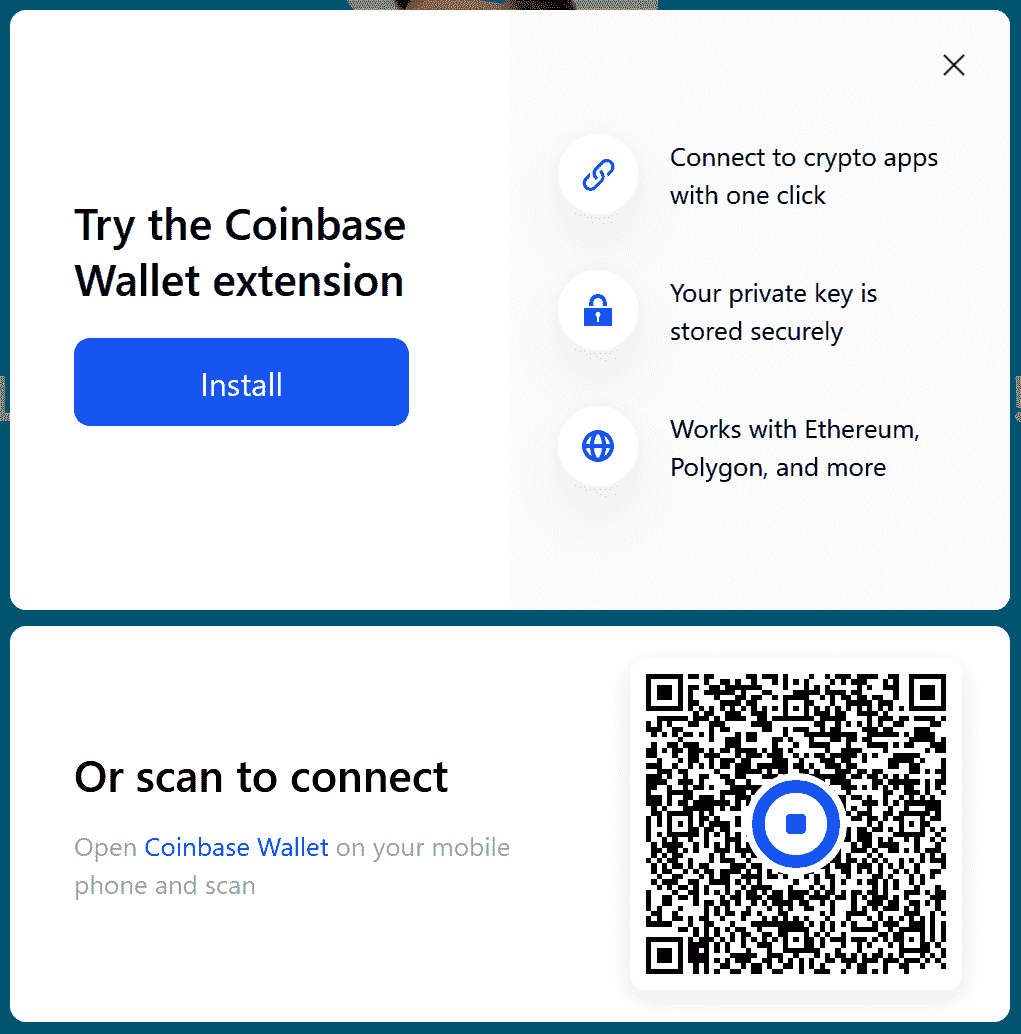 Try the Coinbase
Wallet extension
Install
Connect to crypto apps
with one click
Your private key is
stored securely
Works with Ethereum,
Polygon, and more
Or scan to connect
Open Coinbase Wallet on your mobile
phone and scan